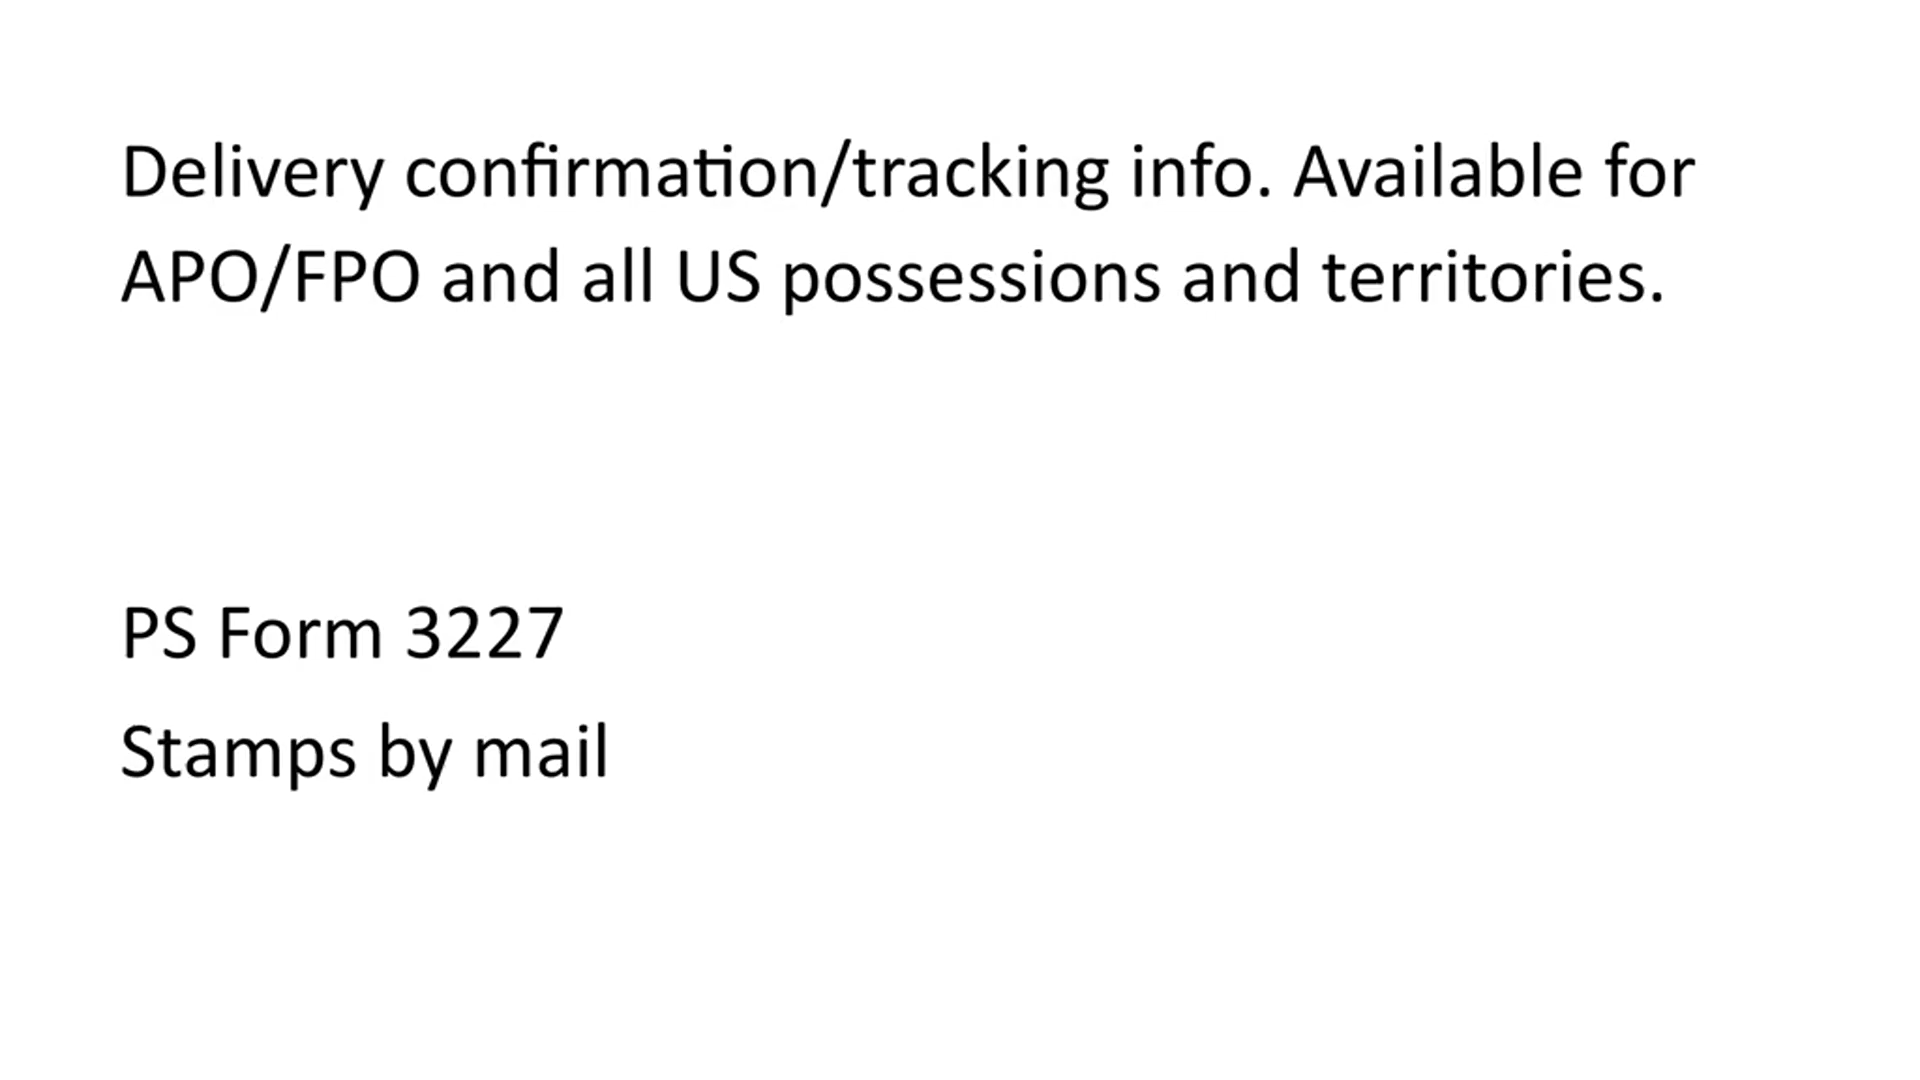 Delivery confirmation/tracking info. Available for
APO/FPO and all US possessions and territories.
PS Form 3227
Stamps by mail